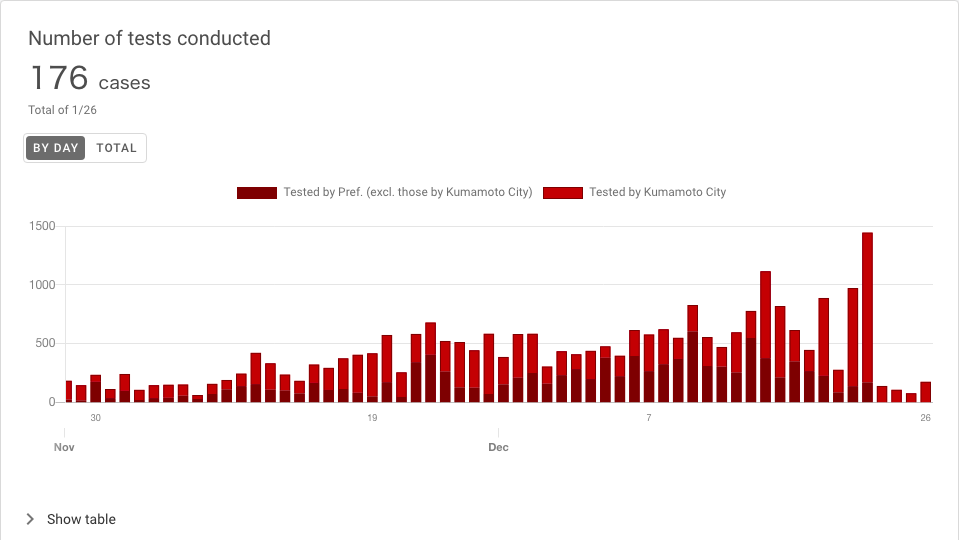 Number of tests conducted
176 cases
Total of 1/26
BY DAY TOTAL
Tested by Pref. (excl. those by Kumamoto City) Tested by Kumamoto City
1500
1000
500
0
30 19 7 26
Nov Dec
Show table